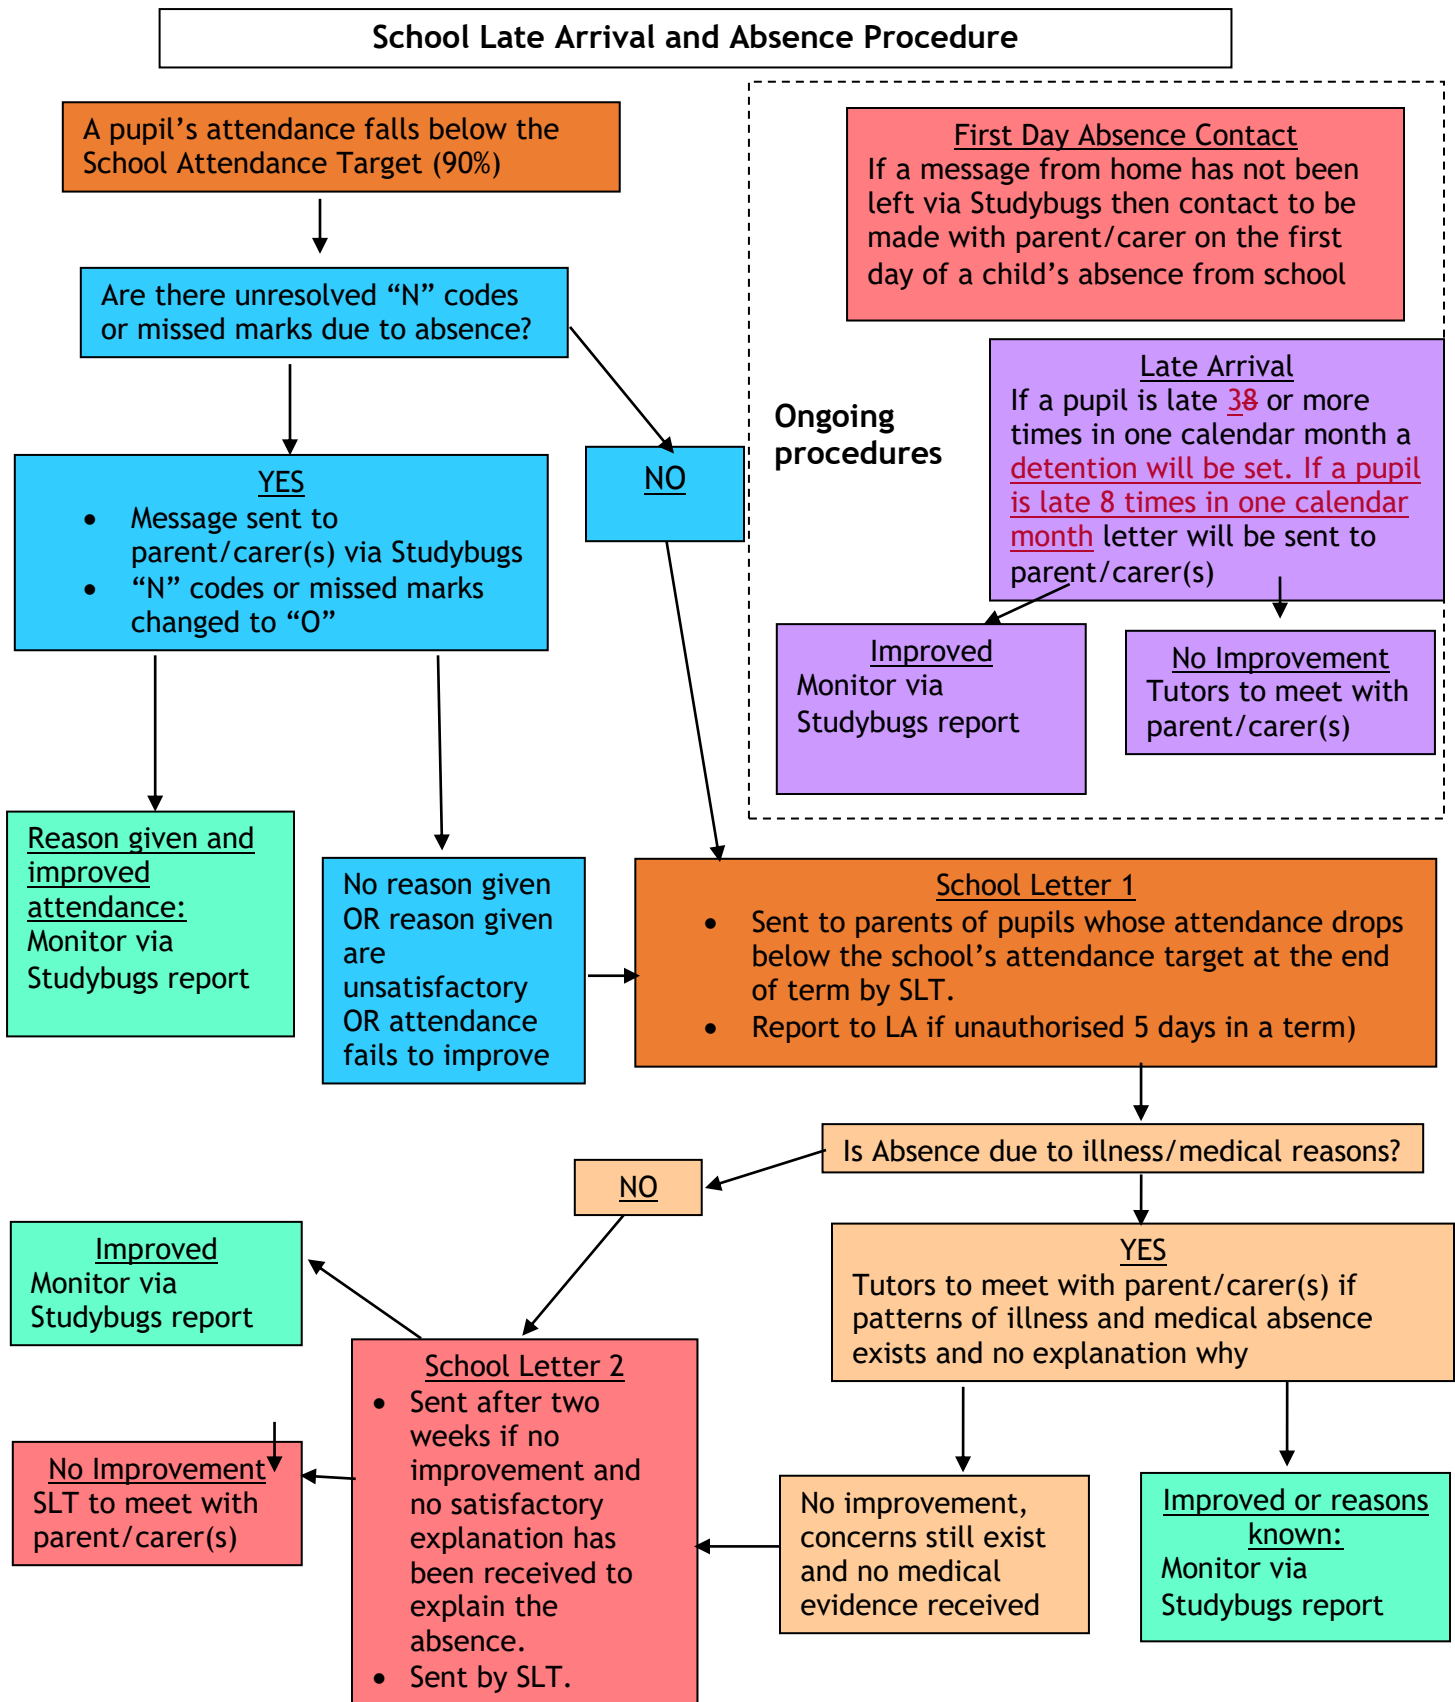 School Late Arrival and Absence Procedure
A pupil’s attendance falls below the
School Attendance Target (90%)
First Day Absence Contact
If a message from home has not been
left via Studybugs then contact to be
made with parent/carer on the first
day of a child’s absence from school
Are there unresolved “N” codes
or missed marks due to absence?
Ongoing
procedures
Late Arrival
If a pupil is late 38 or more
times in one calendar month a
detention will be set. If a pupil
is late 8 times in one calendar
month letter will be sent to
parent/carer(s)
YES
• Message sent to
parent/carer(s) via Studybugs
• “N” codes or missed marks
changed to “O”
NO
Improved
Monitor via
Studybugs report
No Improvement
Tutors to meet with
parent/carer(s)
Reason given and
improved
attendance:
Monitor via
Studybugs report
No reason given
OR reason given
are
unsatisfactory
OR attendance
fails to improve
School Letter 1
• Sent to parents of pupils whose attendance drops
below the school’s attendance target at the end
of term by SLT.
• Report to LA if unauthorised 5 days in a term)
Is Absence due to illness/medical reasons?
NO
YES
Tutors to meet with parent/carer(s) if
patterns of illness and medical absence
exists and no explanation why
Improved
Monitor via
Studybugs report
School Letter 2
• Sent after two
weeks if no
improvement and
no satisfactory
explanation has
been received to
explain the
absence.
• Sent by SLT.
No Improvement
SLT to meet with
parent/carer(s)
No improvement,
concerns still exist
and no medical
evidence received
Improved or reasons
known:
Monitor via
Studybugs report